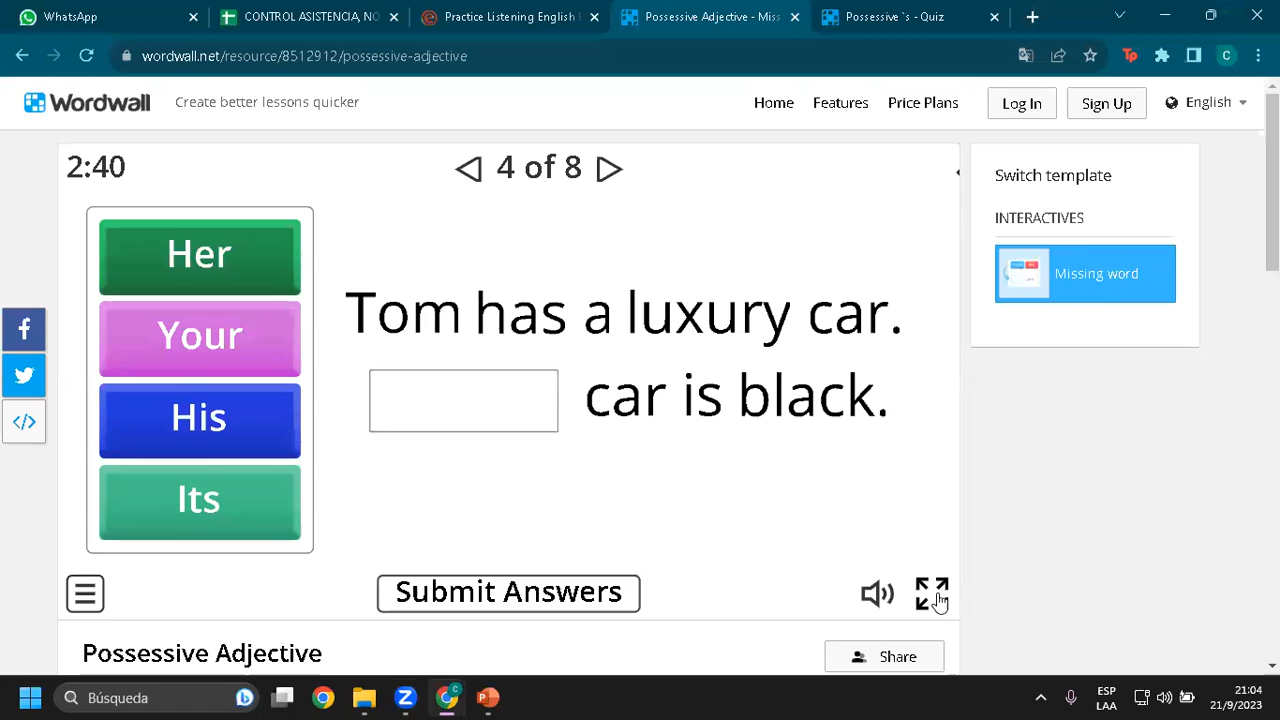 WhatsApp
CONTROL ASISTENCIA, NO
Practice Listening English E
Possessive Adjective - Miss
Possessive `s - Quiz
wordwall.net/resource/8512912/possessive-adjective
Tp
C
Wordwall
Create better lessons quicker
Home
Features
Price Plans
Log In
Sign Up
English
2:40
4 of 8
Switch template
INTERACTIVES
Missing word
Her
Your
His
Its
Tom has a luxury car.
car is black.
Submit Answers
Possessive Adjective
Share
Búsqueda
ESP
LAA
21:04
21/9/2023